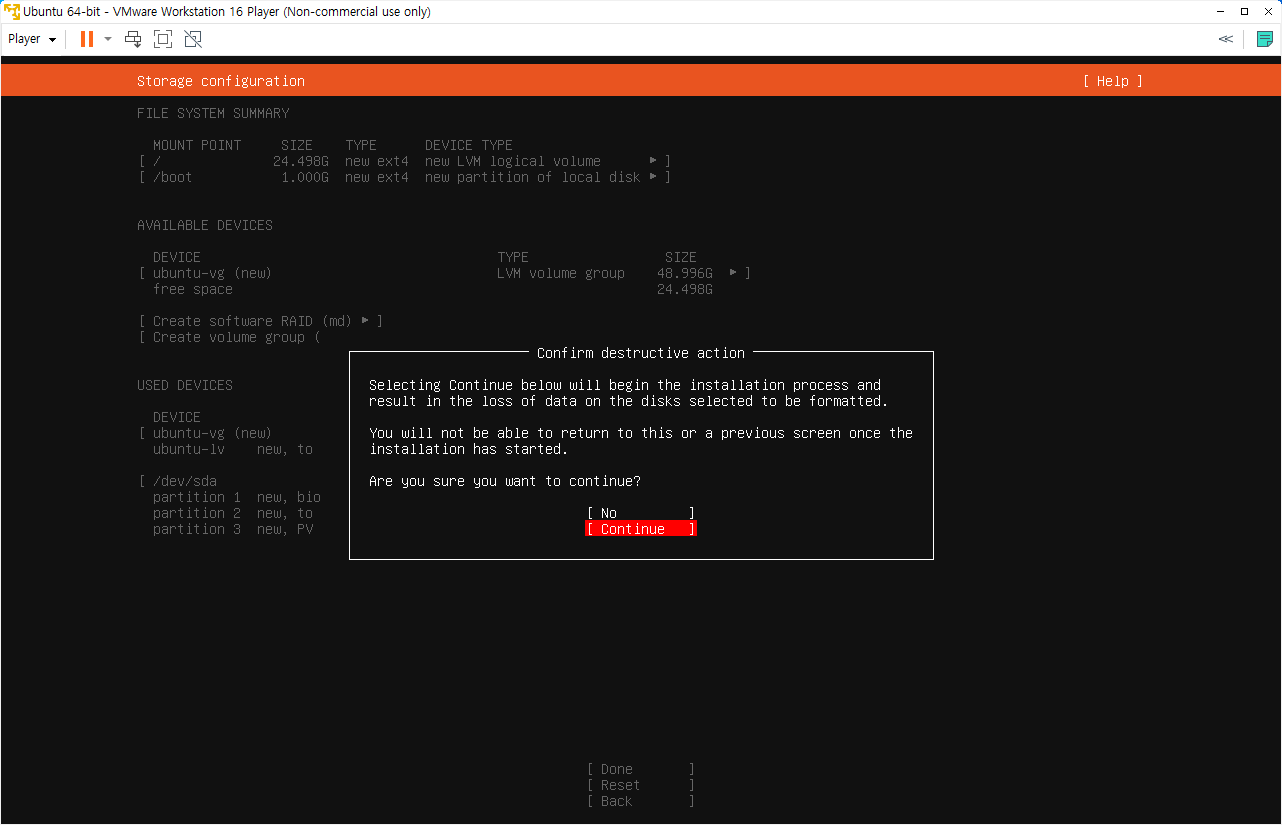 Ubuntu 64-bit - VMware Workstation 16 Player (Non-commercial use only)
Player
Storage configuration [ Help ]
FILE SYSTEM SUMMARY
MOUNT POINT SIZE TYPE DEVICE TYPE
[ / 24.498G new ext4 new LVM logical volume ▸ ]
[ /boot 1.000G new ext4 new partition of local disk ▸ ]
AVAILABLE DEVICES
DEVICE TYPE SIZE
[ ubuntu-vg (new) LVM volume group 48.996G ▸ ]
free space 24.498G
[ Create software RAID (md) ▸ ]
[ Create volume group (
USED DEVICES
DEVICE
[ ubuntu-vg (new)
ubuntu-lv new, to
[ /dev/sda
partition 1 new, bio
partition 2 new, to
partition 3 new, PV
Confirm destructive action
Selecting Continue below will begin the installation process and
result in the loss of data on the disks selected to be formatted.
You will not be able to return to this or a previous screen once the
installation has started.
Are you sure you want to continue?
[ No ]
[ Continue ]
[ Done ]
[ Reset ]
[ Back ]